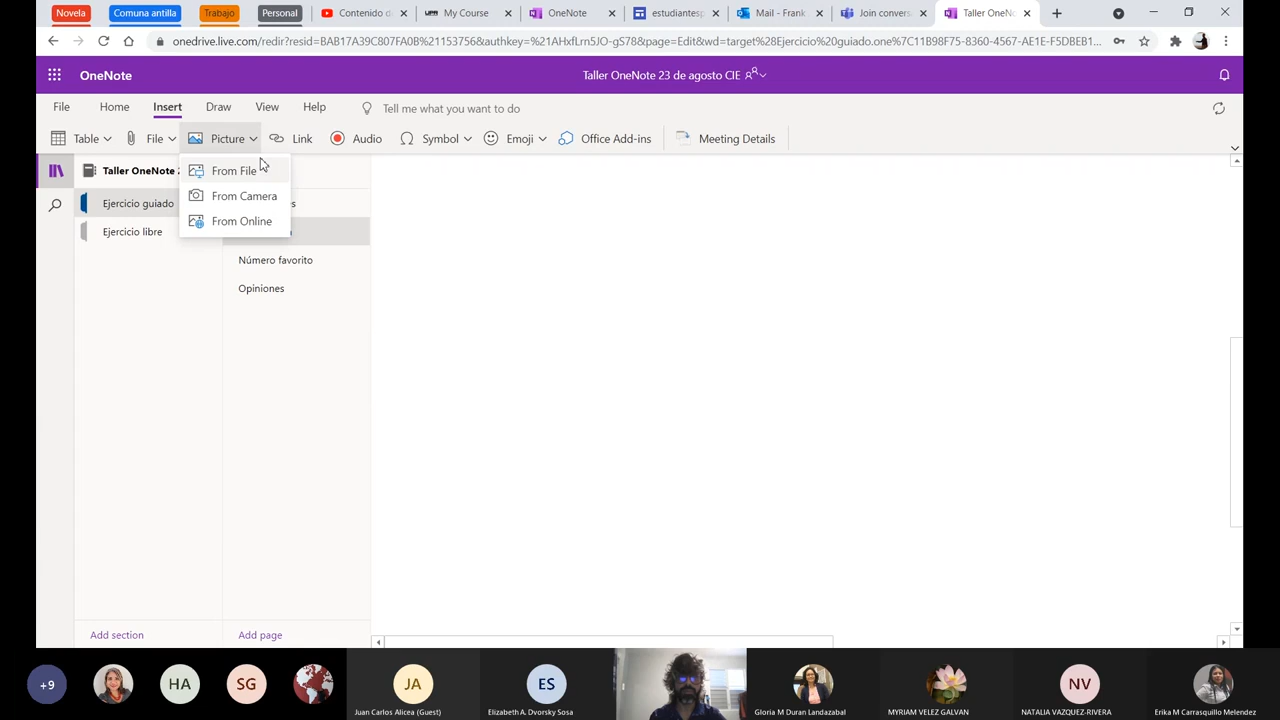 Novela
Comuna antilla
Trabajo
Personal
Contenido d
My Course
OneNote
estudiante
Mail - Frank
Join conve
Taller OneN
onedrive.live.com/redir?resid=BAB17A39C807FA0B%21153756&authkey=%21AHxfLrn5JO-gS78&page=Edit&wd=target%28Ejercicio%20guiado.one%7C11B98F75-8360-4567-AE1E-F5DBEB1...
OneNote
Taller OneNote 23 de agosto CIE
File
Home
Insert
Draw
View
Help
Tell me what you want to do
Table
File
Picture
Link
Audio
Symbol
Emoji
Office Add-ins
Meeting Details
Taller OneNote 2
From File
From Camera
From Online
Ejercicio guiado
s
Ejercicio libre
Número favorito
Opiniones
Add section
Add page
+9
HA
SG
JA
Juan Carlos Alicea (Guest)
ES
Elizabeth A. Dvorsky Sosa
Gloria M Duran Landazabal
MYRIAM VELEZ GALVAN
NV
NATALIA VAZQUEZ-RIVERA
Erika M Carrasquillo Melendez